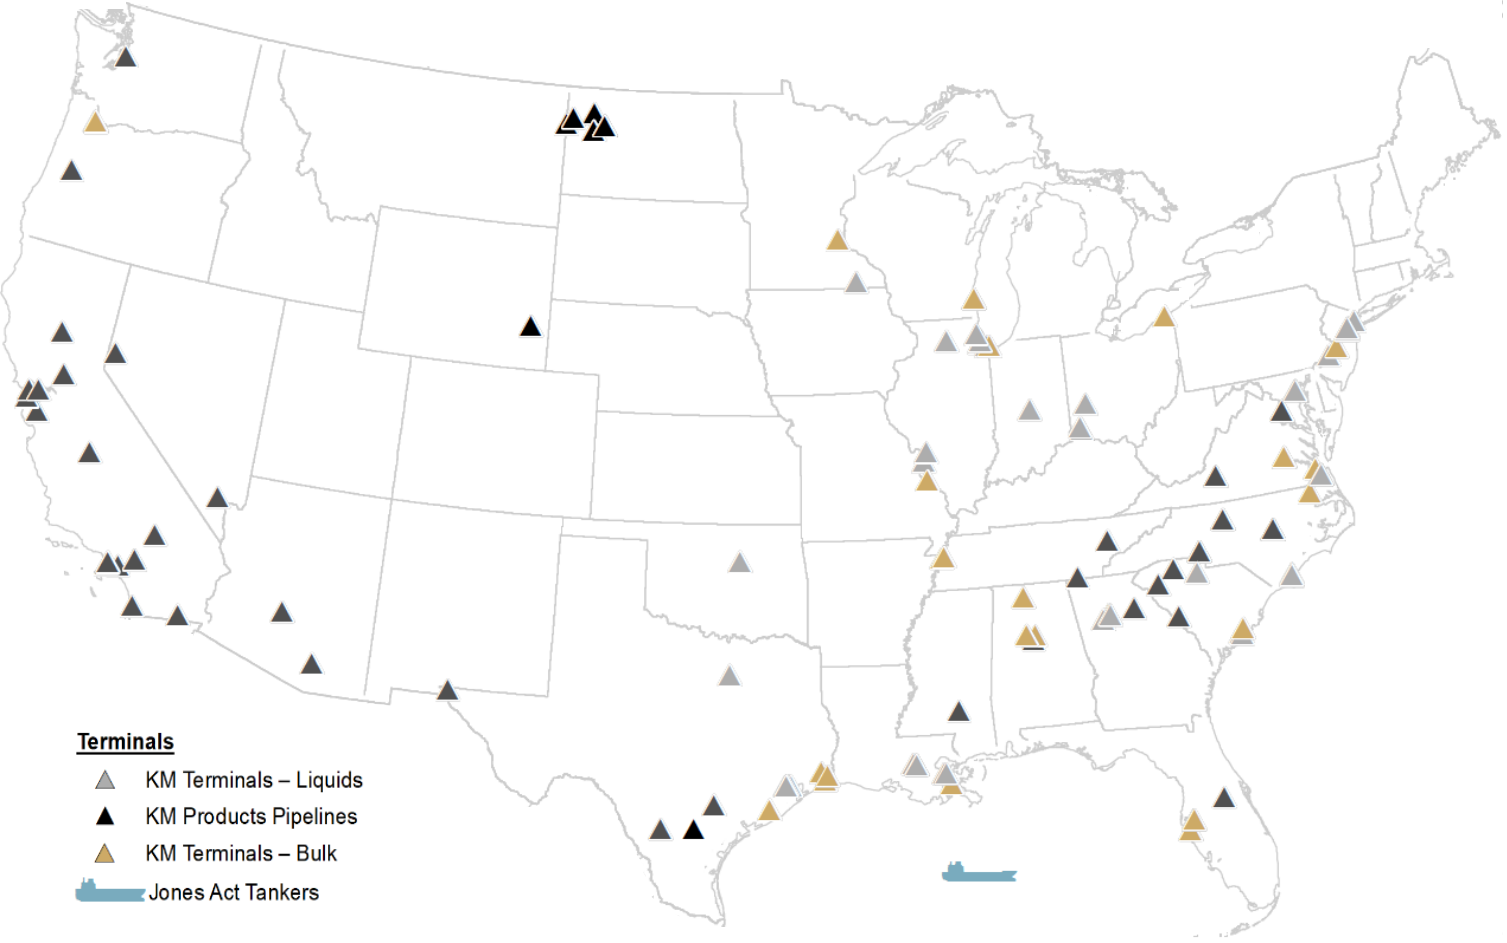 Terminals
KM Terminals – Liquids
KM Products Pipelines
KM Terminals – Bulk
Jones Act Tankers